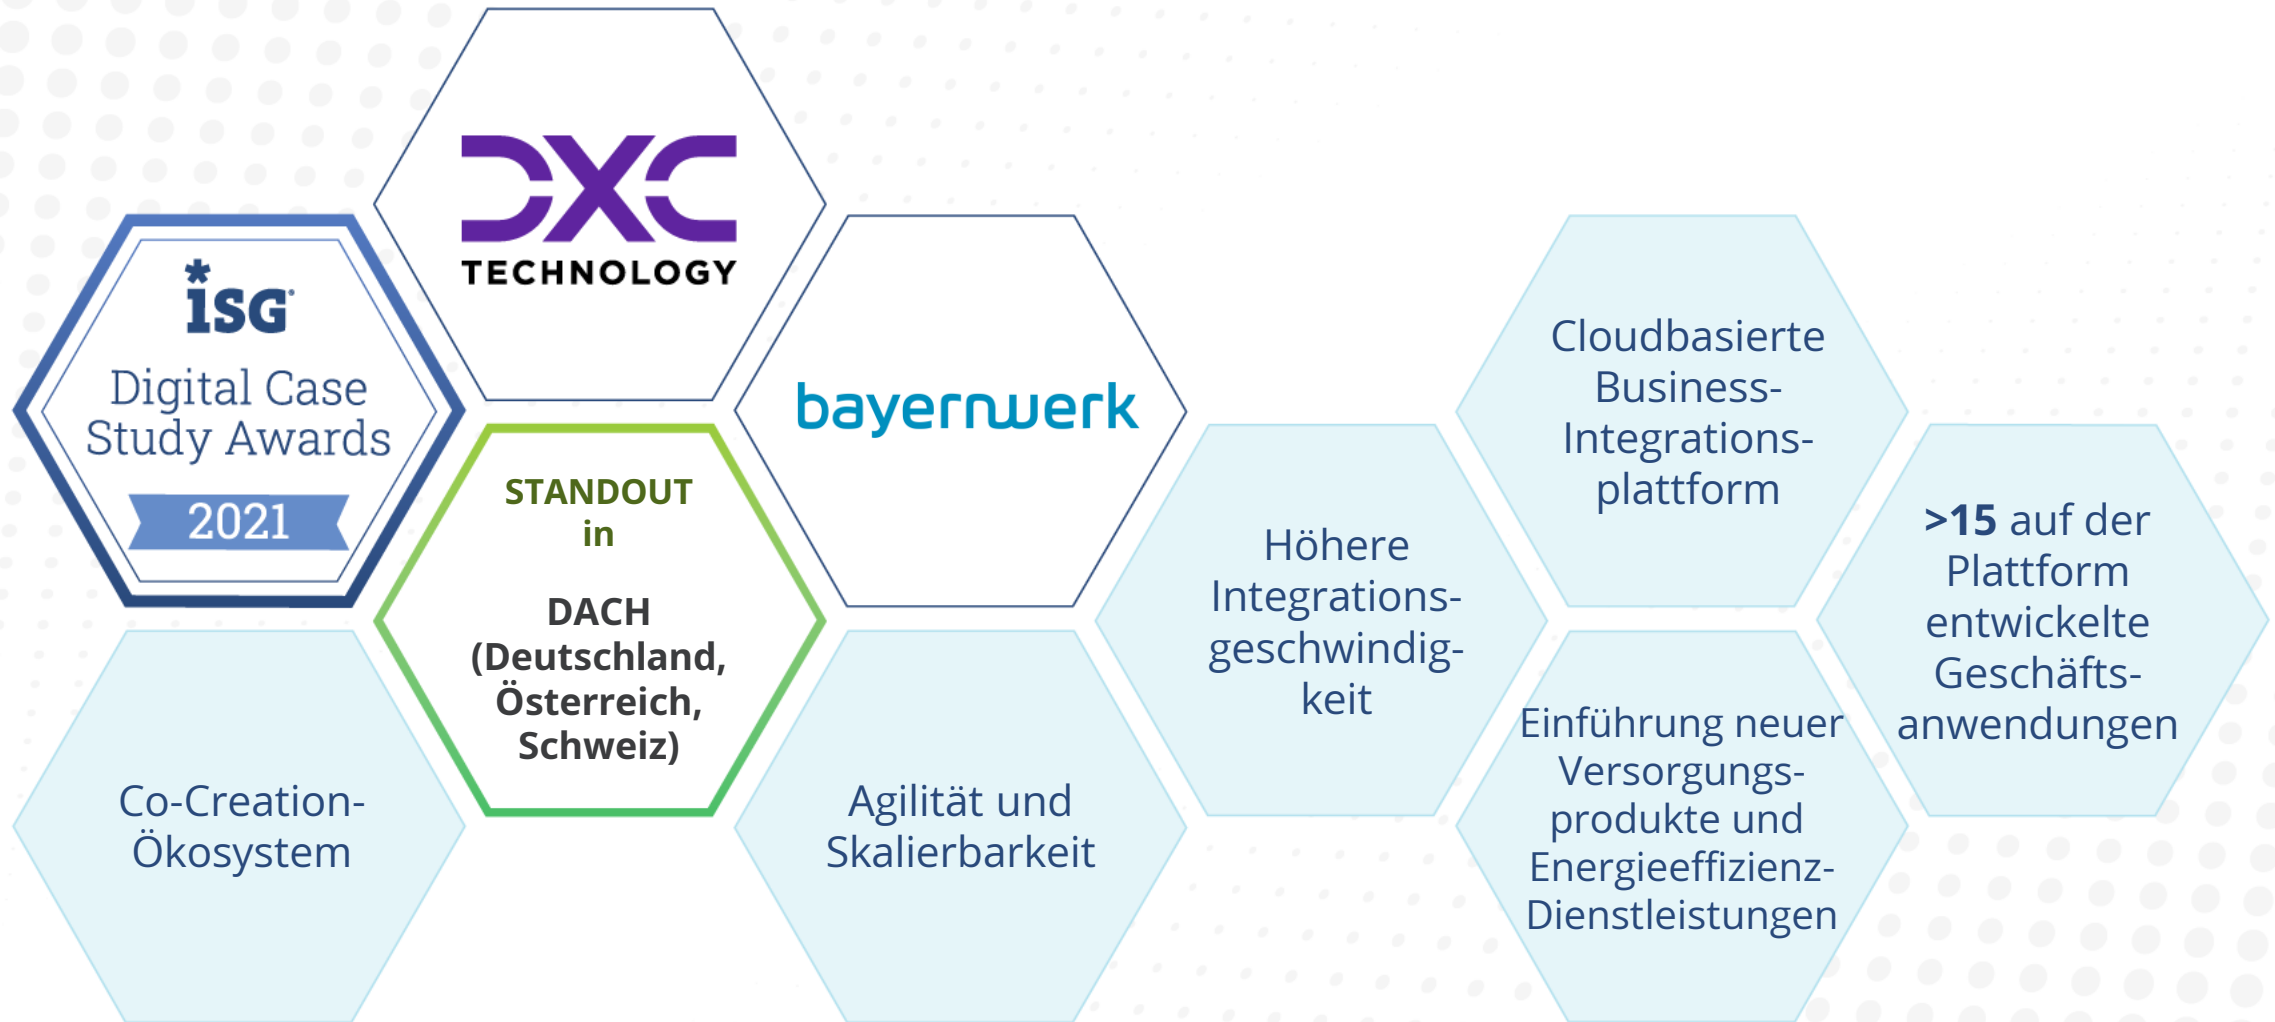 DXC
TECHNOLOGY
isg
Digital Case
Study Awards
2021
bayernwerk
STANDOUT
in
DACH
(Deutschland,
Österreich,
Schweiz)
Co-Creation-
Ökosystem
Agilität und
Skalierbarkeit
Höhere
Integrations-
geschwindig-
keit
Cloudbasierte
Business-
Integrations-
plattform
Einführung neuer
Versorgungs-
produkte und
Energieeffizienz-
Dienstleistungen
>15 auf der
Plattform
entwickelte
Geschäfts-
anwendungen